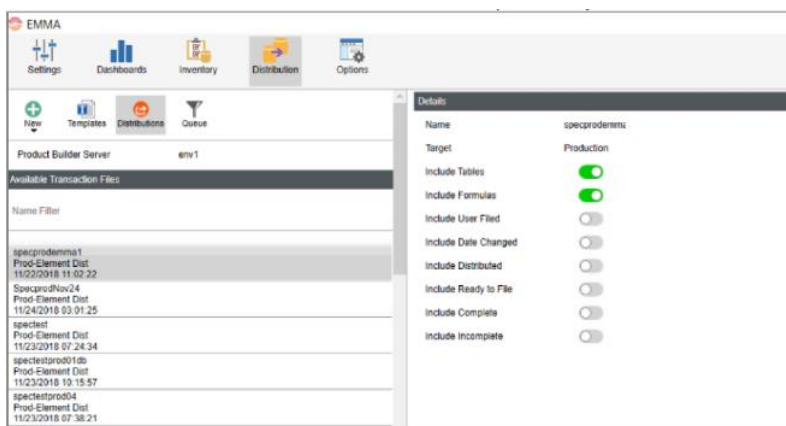 EMMA
Settings Dashboards Inventory Distribution Options
New Templates Distributions Queue
Product Builder Server env1
Available Transaction Files
Name Filter
specprodemma1
Prod-Element Dist
11/22/2018 11:02:22
SpecprodNov24
Prod-Element Dist
11/24/2018 03:01:25
spectest
Prod-Element Dist
11/23/2018 07:24:34
spectestprod01db
Prod-Element Dist
11/23/2018 10:15:57
spectestprod04
Prod-Element Dist
11/23/2018 07:38:21
Details
Name specprodemma
Target Production
Include Tables
Include Formulas
Include User Filed
Include Date Changed
Include Distributed
Include Ready to File
Include Complete
Include Incomplete